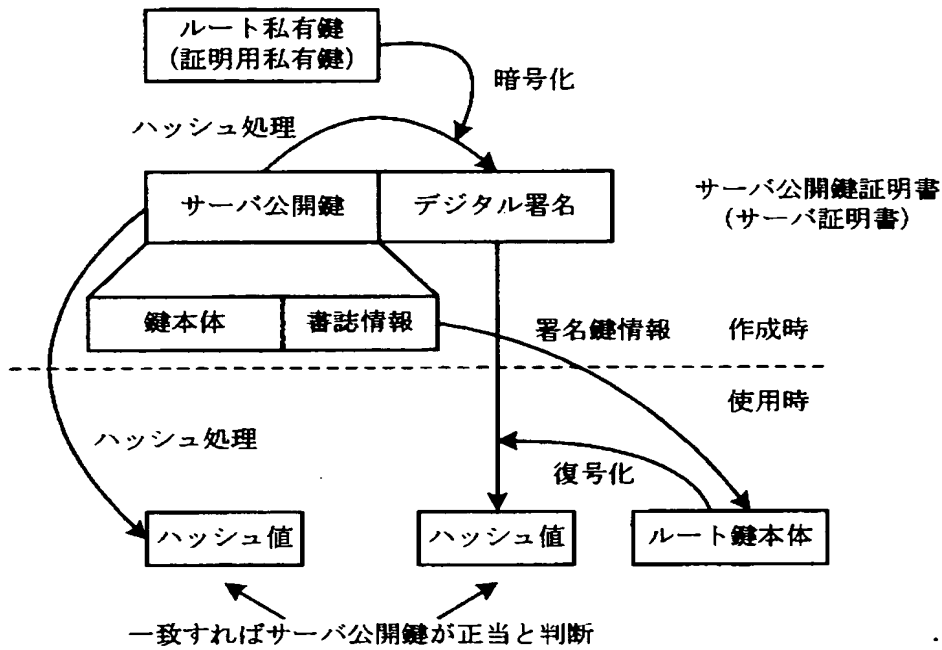 ルート私有鍵
(証明用私有鍵)
暗号化
ハッシュ処理
サーバ公開鍵
デジタル署名
サーバ公開鍵証明書
(サーバ証明書)
鍵本体
書誌情報
署名鍵情報
作成時
使用時
ハッシュ処理
復号化
ハッシュ値
ハッシュ値
ルート鍵本体
一致すればサーバ公開鍵が正当と判断